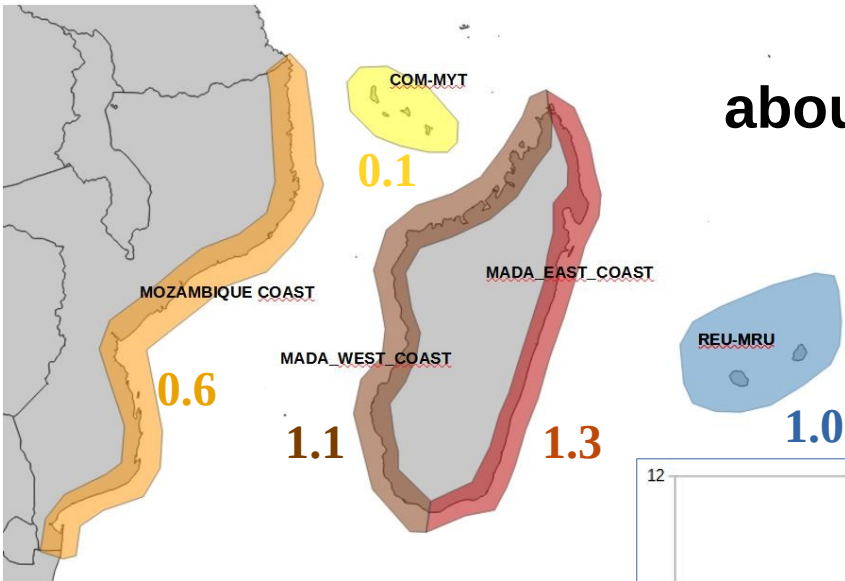 COM-MYT
0.1
MOZAMBIQUE COAST
0.6
MADA_WEST_COAST
1.1
MADA_EAST_COAST
1.3
REU-MRU
1.0
abou
12